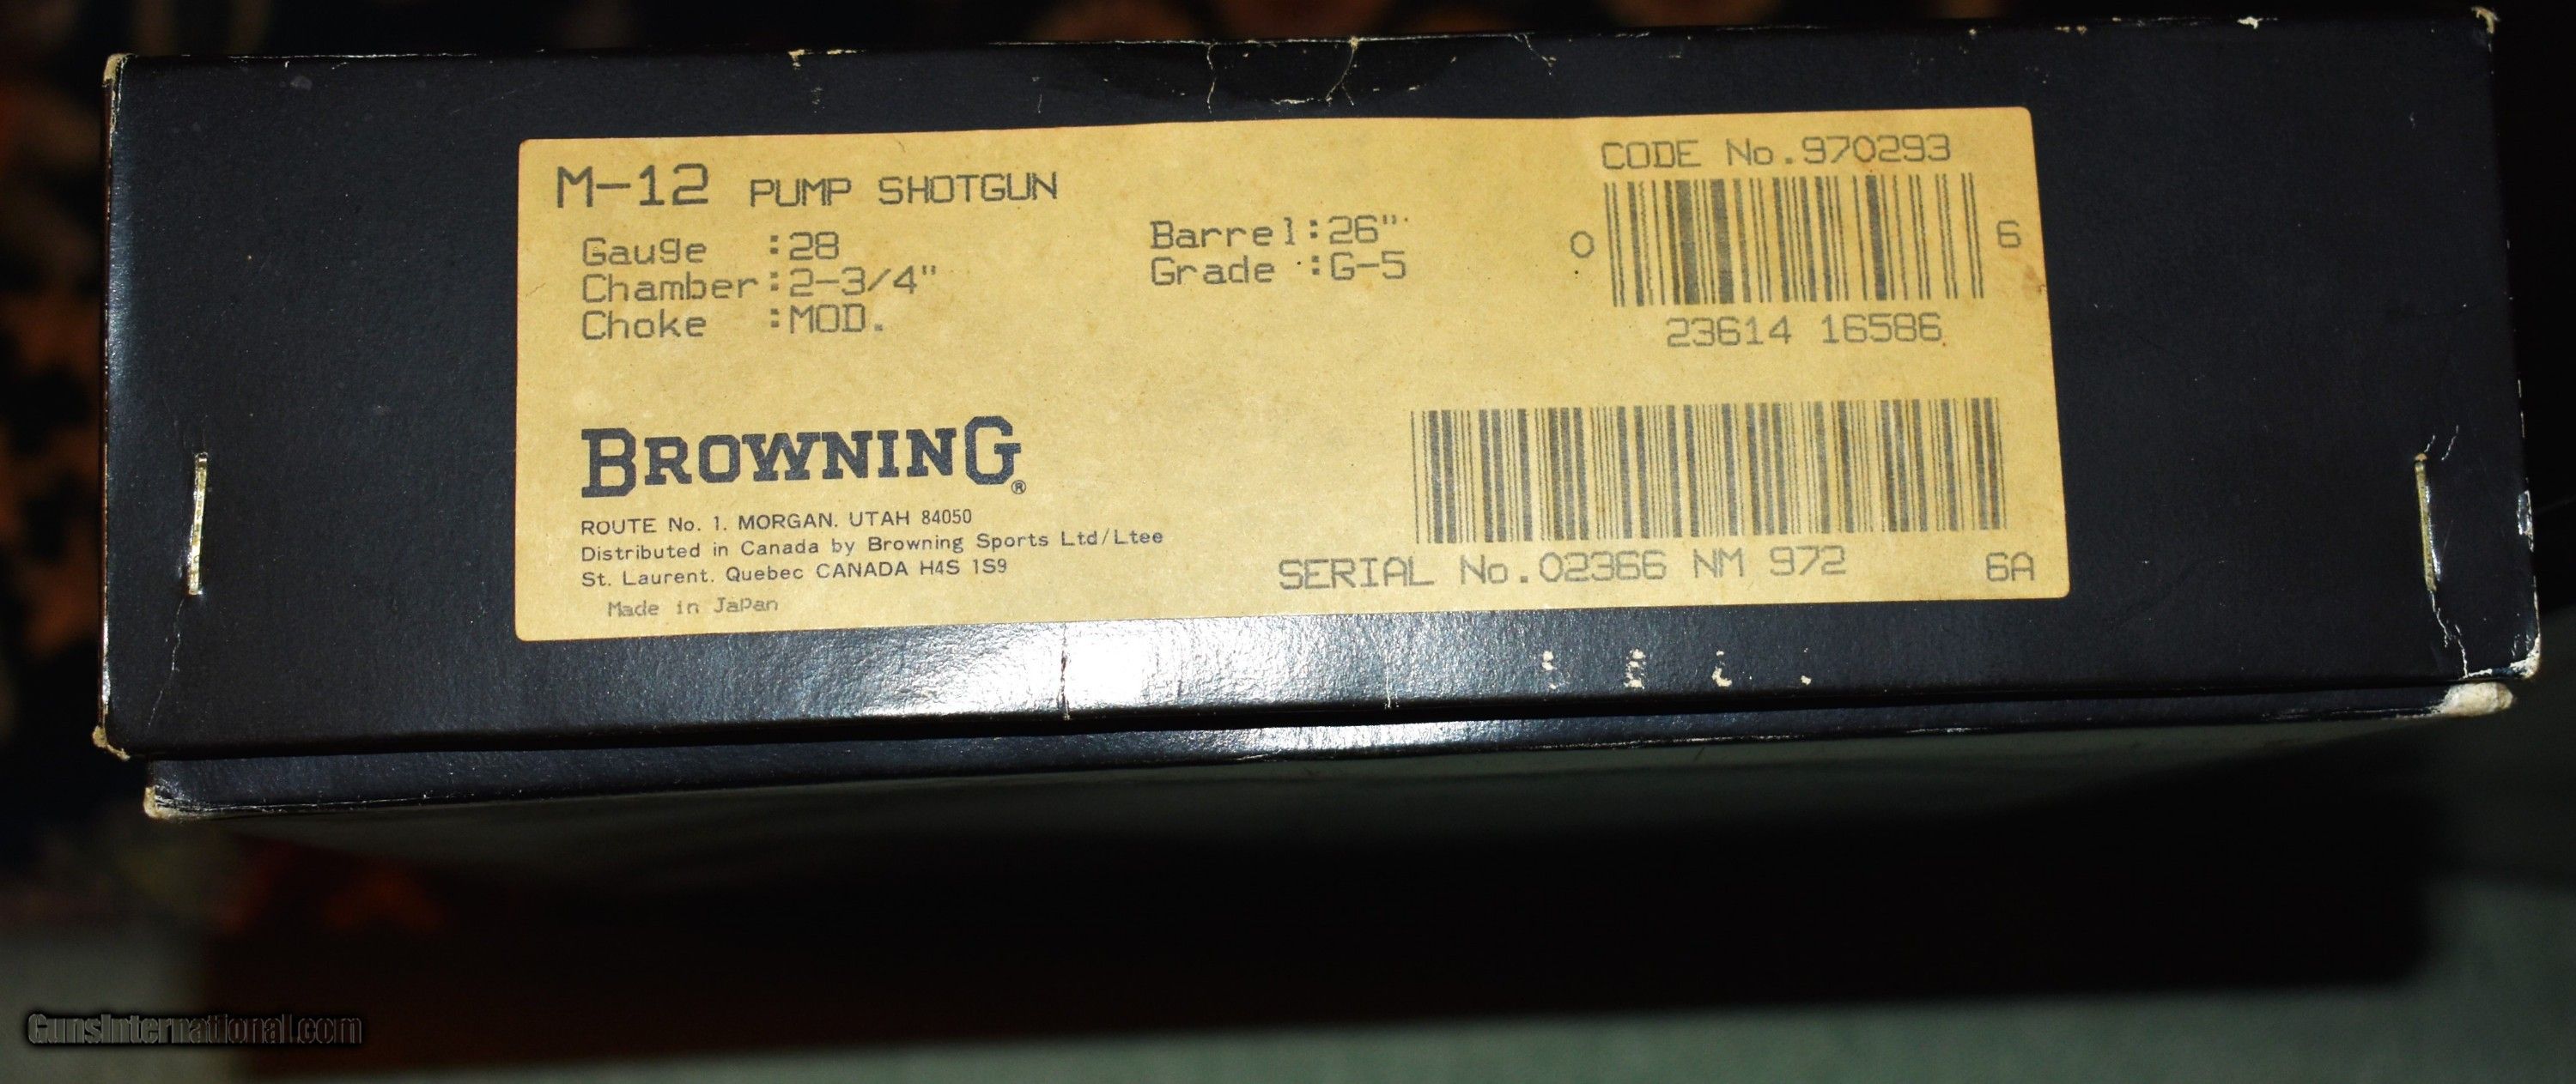 M-12 PUMP SHOTGUN
Gauge :28
Chamber:2-3/4"
Choke :MOD.
Barrel:26"
Grade :G-5
CODE No.970293
0 6
23614 16586
BROWNING®
ROUTE No. 1, MORGAN, UTAH 84050
Distributed in Canada by Browning Sports Ltd/Ltee
St. Laurent, Quebec CANADA H4S 1S9
Made in Japan
SERIAL No.02366 NM 972 6A
GunsInternational.com